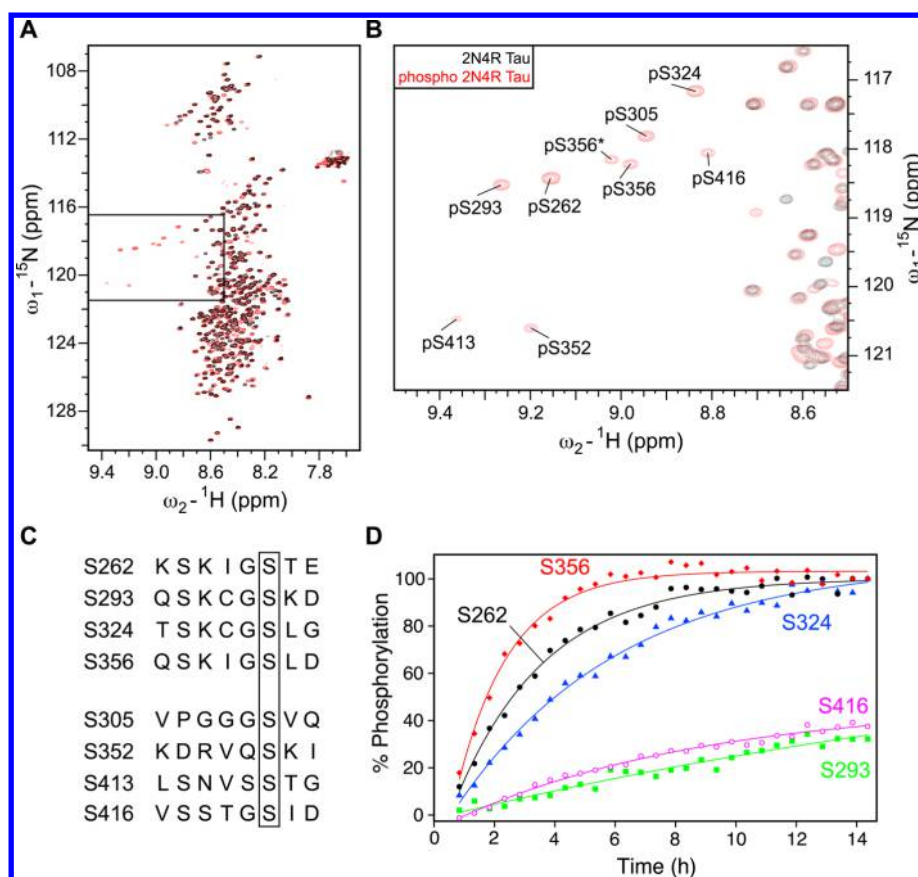 A
108
112
116
120
124
128
ω1-15N (ppm)
9.4 9.0 8.6 8.2 7.8
ω2-1H (ppm)
B
2N4R Tau
phospho 2N4R Tau
pS324
pS305
pS356*
pS356
pS416
pS293
pS262
pS413
pS352
117
118
119
120
121
ω1-15N (ppm)
9.4 9.2 9.0 8.8 8.6
ω2-1H (ppm)
C
S262 K S K I G S T E
S293 Q S K C G S K D
S324 T S K C G S L G
S356 Q S K I G S L D
S305 V P G G G S V Q
S352 K D R V Q S K I
S413 L S N V S S T G
S416 V S S T G S I D
D
S356
S262
S324
S416
S293
100
80
60
40
20
0
% Phosphorylation
2 4 6 8 10 12 14
Time (h)